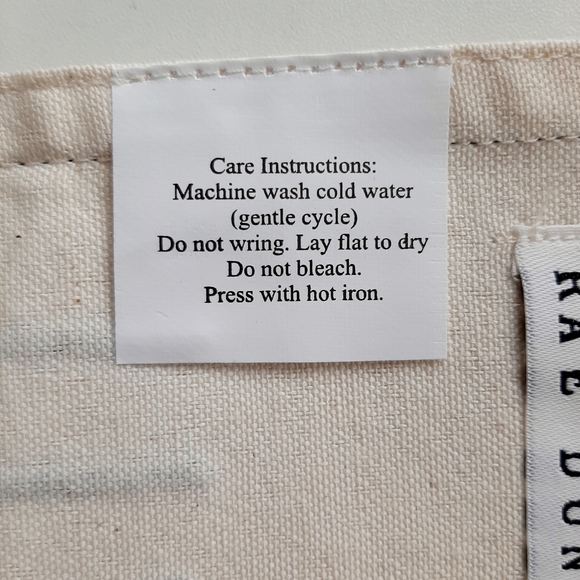 Care Instructions:
Machine wash cold water
(gentle cycle)
Do not wring. Lay flat to dry
Do not bleach.
Press with hot iron.
RAE